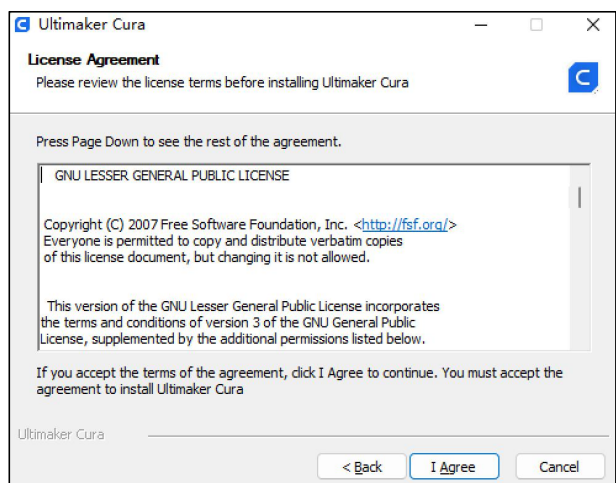 Ultimaker Cura
License Agreement
Please review the license terms before installing Ultimaker Cura
Press Page Down to see the rest of the agreement.
GNU LESSER GENERAL PUBLIC LICENSE
Copyright (C) 2007 Free Software Foundation, Inc. <http://fsf.org/>
Everyone is permitted to copy and distribute verbatim copies
of this license document, but changing it is not allowed.
This version of the GNU Lesser General Public License incorporates
the terms and conditions of version 3 of the GNU General Public
License, supplemented by the additional permissions listed below.
If you accept the terms of the agreement, click I Agree to continue. You must accept the
agreement to install Ultimaker Cura
Ultimaker Cura
< Back I Agree Cancel